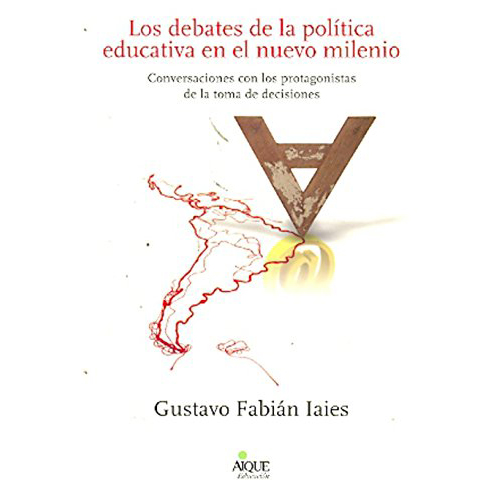 Los debates de la política
educativa en el nuevo milenio
Conversaciones con los protagonistas
de la toma de decisiones
A
@
Gustavo Fabián Iaies
AIQUE
Educación